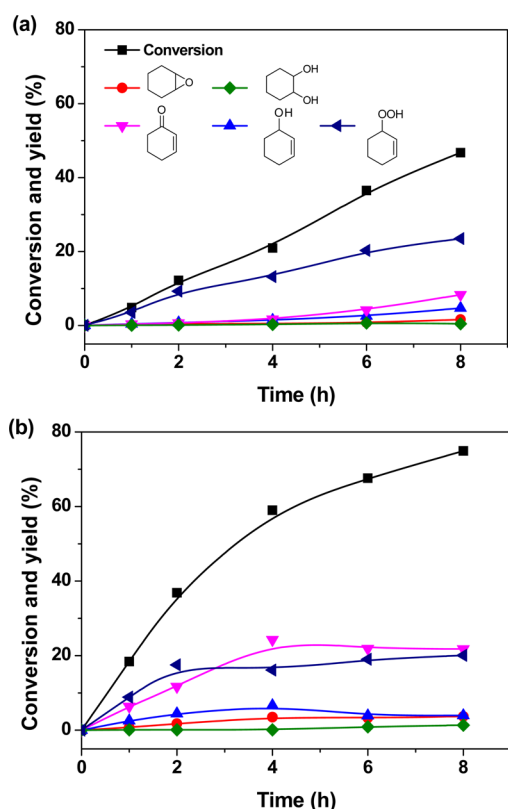 (a)
80
60
40
20
0
Conversion and yield (%)
Conversion
O
OH
OH
O
OH
OOH
0
2
4
6
8
Time (h)
(b)
80
60
40
20
0
Conversion and yield (%)
0
2
4
6
8
Time (h)